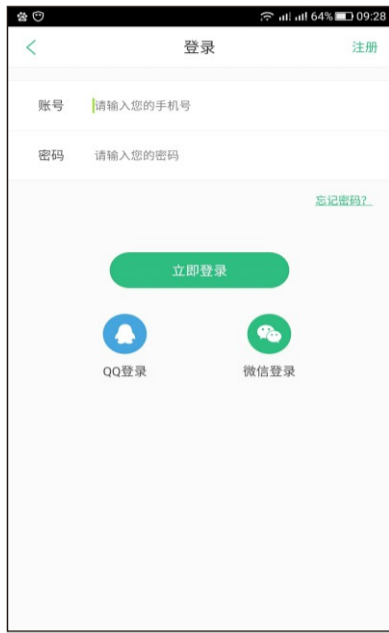 64% 09:28
登录 注册
账号 请输入您的手机号
密码 请输入您的密码
忘记密码?
立即登录
QQ登录 微信登录